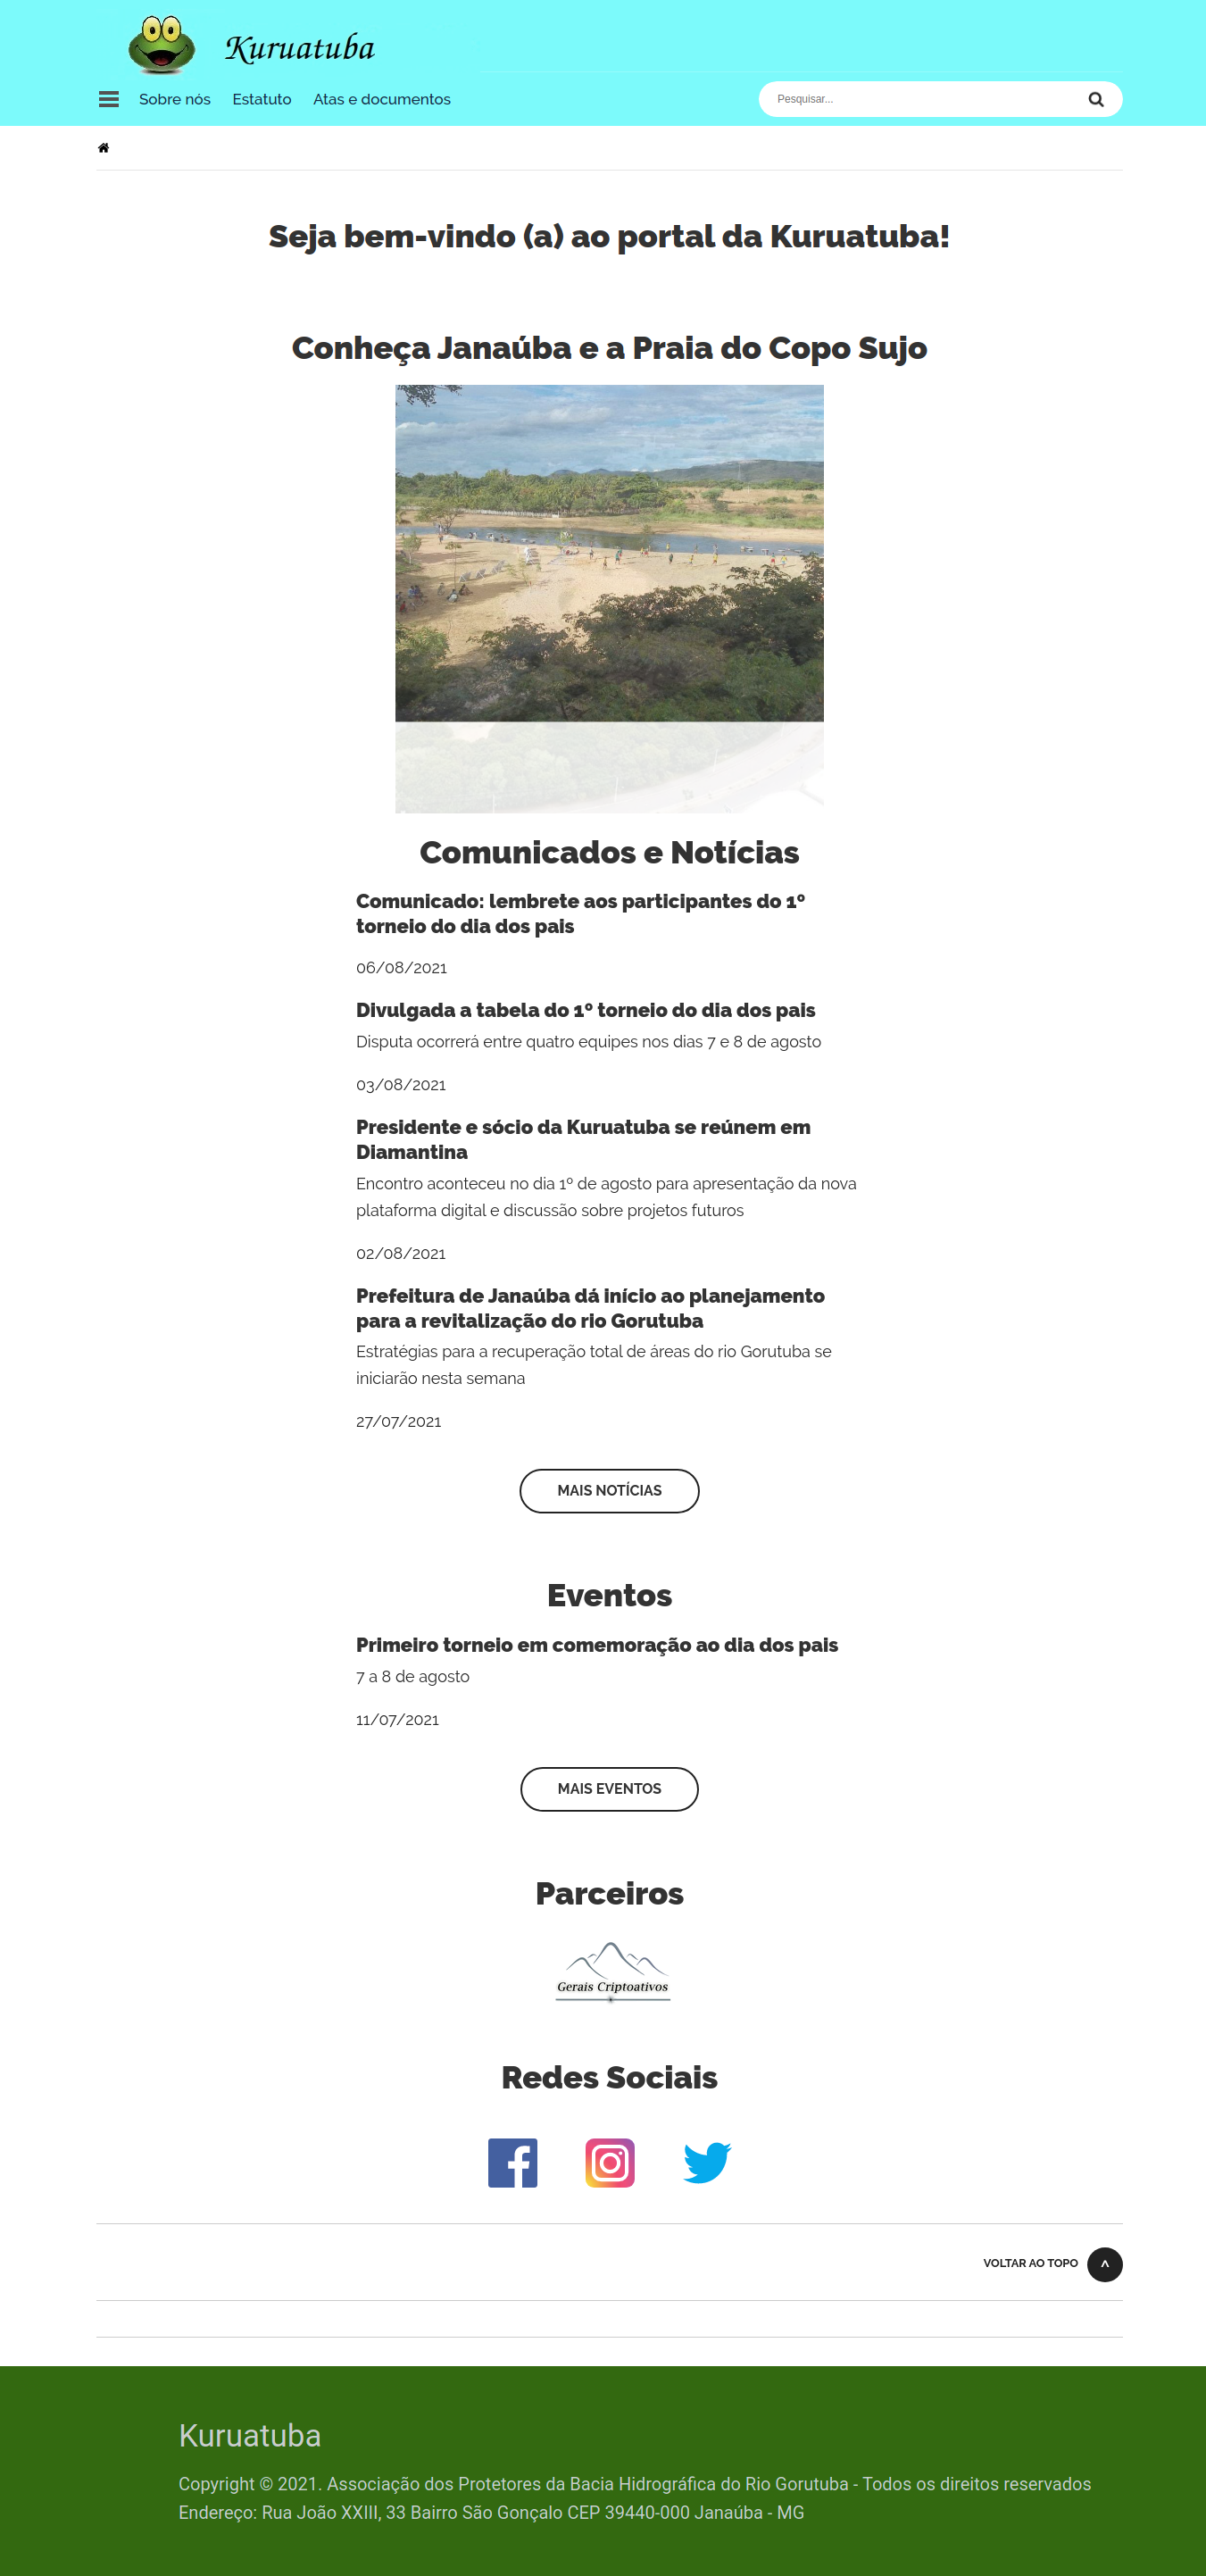 Kuruatuba
Sobre nós Estatuto Atas e documentos
Pesquisar...
Seja bem-vindo (a) ao portal da Kuruatuba!
Conheça Janaúba e a Praia do Copo Sujo
Comunicados e Notícias
Comunicado: lembrete aos participantes do 1º
torneio do dia dos pais
06/08/2021
Divulgada a tabela do 1º torneio do dia dos pais
Disputa ocorrerá entre quatro equipes nos dias 7 e 8 de agosto
03/08/2021
Presidente e sócio da Kuruatuba se reúnem em
Diamantina
Encontro aconteceu no dia 1º de agosto para apresentação da nova
plataforma digital e discussão sobre projetos futuros
02/08/2021
Prefeitura de Janaúba dá início ao planejamento
para a revitalização do rio Gorutuba
Estratégias para a recuperação total de áreas do rio Gorutuba se
iniciarão nesta semana
27/07/2021
MAIS NOTÍCIAS
Eventos
Primeiro torneio em comemoração ao dia dos pais
7 a 8 de agosto
11/07/2021
MAIS EVENTOS
Parceiros
Gerais Criptoativos
Redes Sociais
VOLTAR AO TOPO ^
Kuruatuba
Copyright © 2021. Associação dos Protetores da Bacia Hidrográfica do Rio Gorutuba - Todos os direitos reservados
Endereço: Rua João XXIII, 33 Bairro São Gonçalo CEP 39440-000 Janaúba - MG